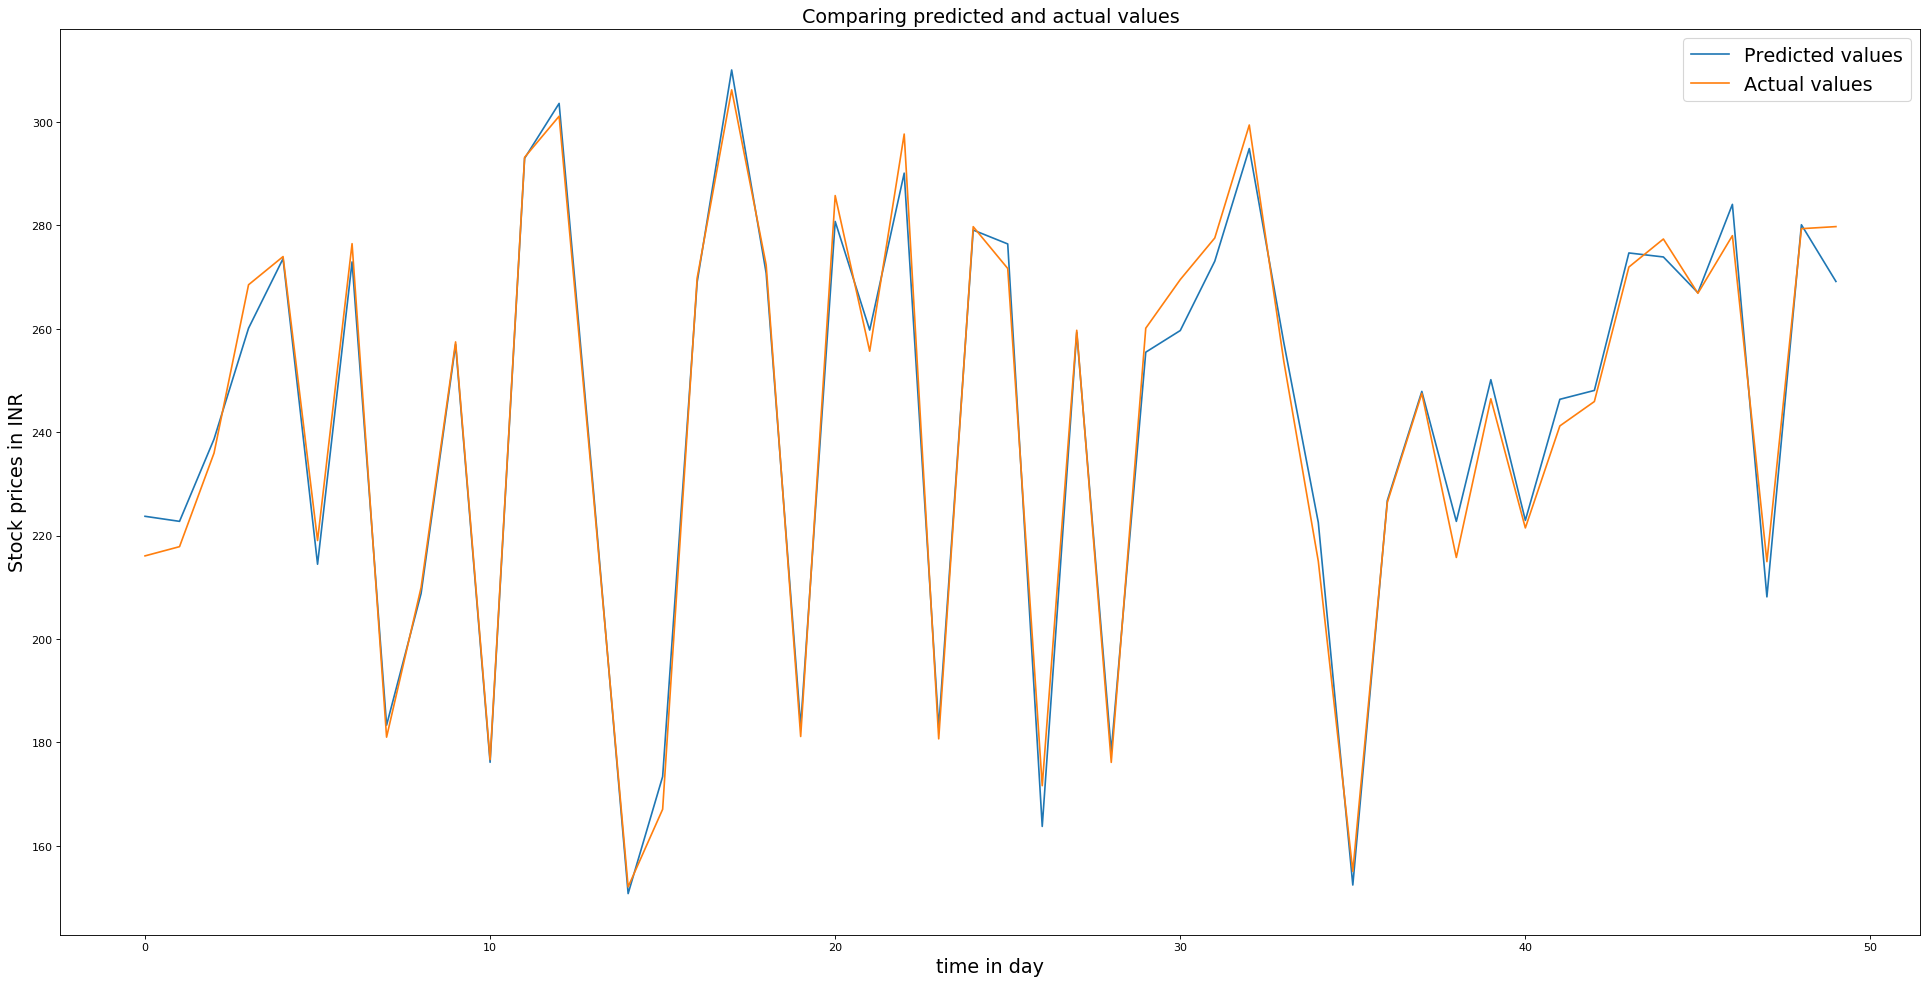 Comparing predicted and actual values
Predicted values
Actual values
Stock prices in INR
300
280
260
240
220
200
180
160
0 10 20 30 40 50
time in day